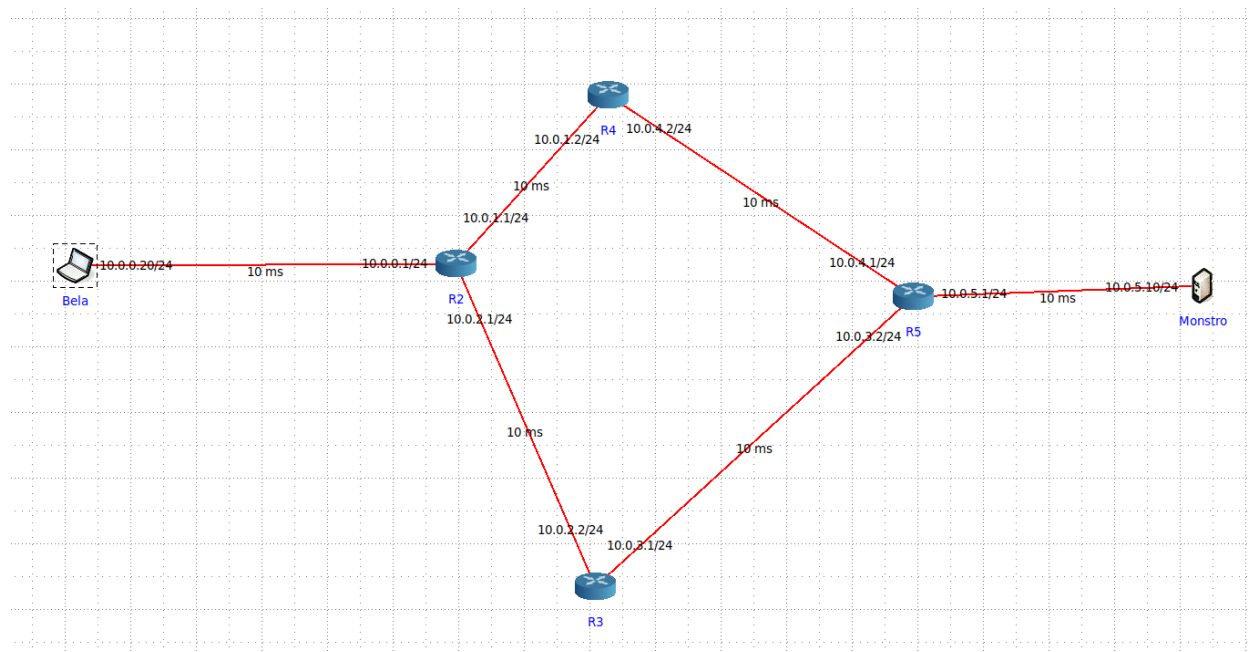 R4
10.0.4.2/24
10.0.1.2/24
10 ms
10 ms
10.0.1.1/24
10.0.0.20/24
10 ms
10.0.0.1/24
10.0.4.1/24
Bela
R2
10.0.5.1/24
10 ms
10.0.5.10/24
10.0.2.1/24
Monstro
10.0.3.2/24
R5
10 ms
10 ms
10.0.2.2/24
10.0.3.1/24
R3